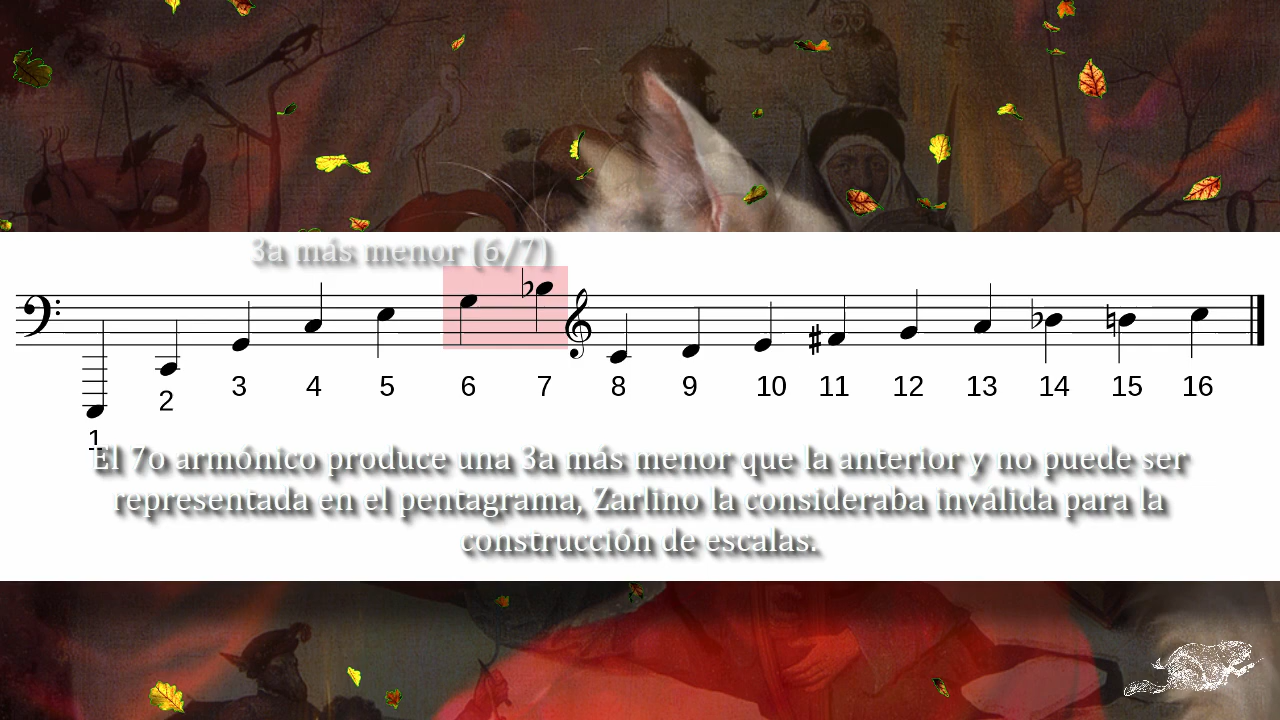 3a más menor (6/7)
1 2 3 4 5 6 7 8 9 10 11 12 13 14 15 16
El 7o armónico produce una 3a más menor que la anterior y no puede ser
representada en el pentagrama, Zarlino la consideraba inválida para la
construcción de escalas.